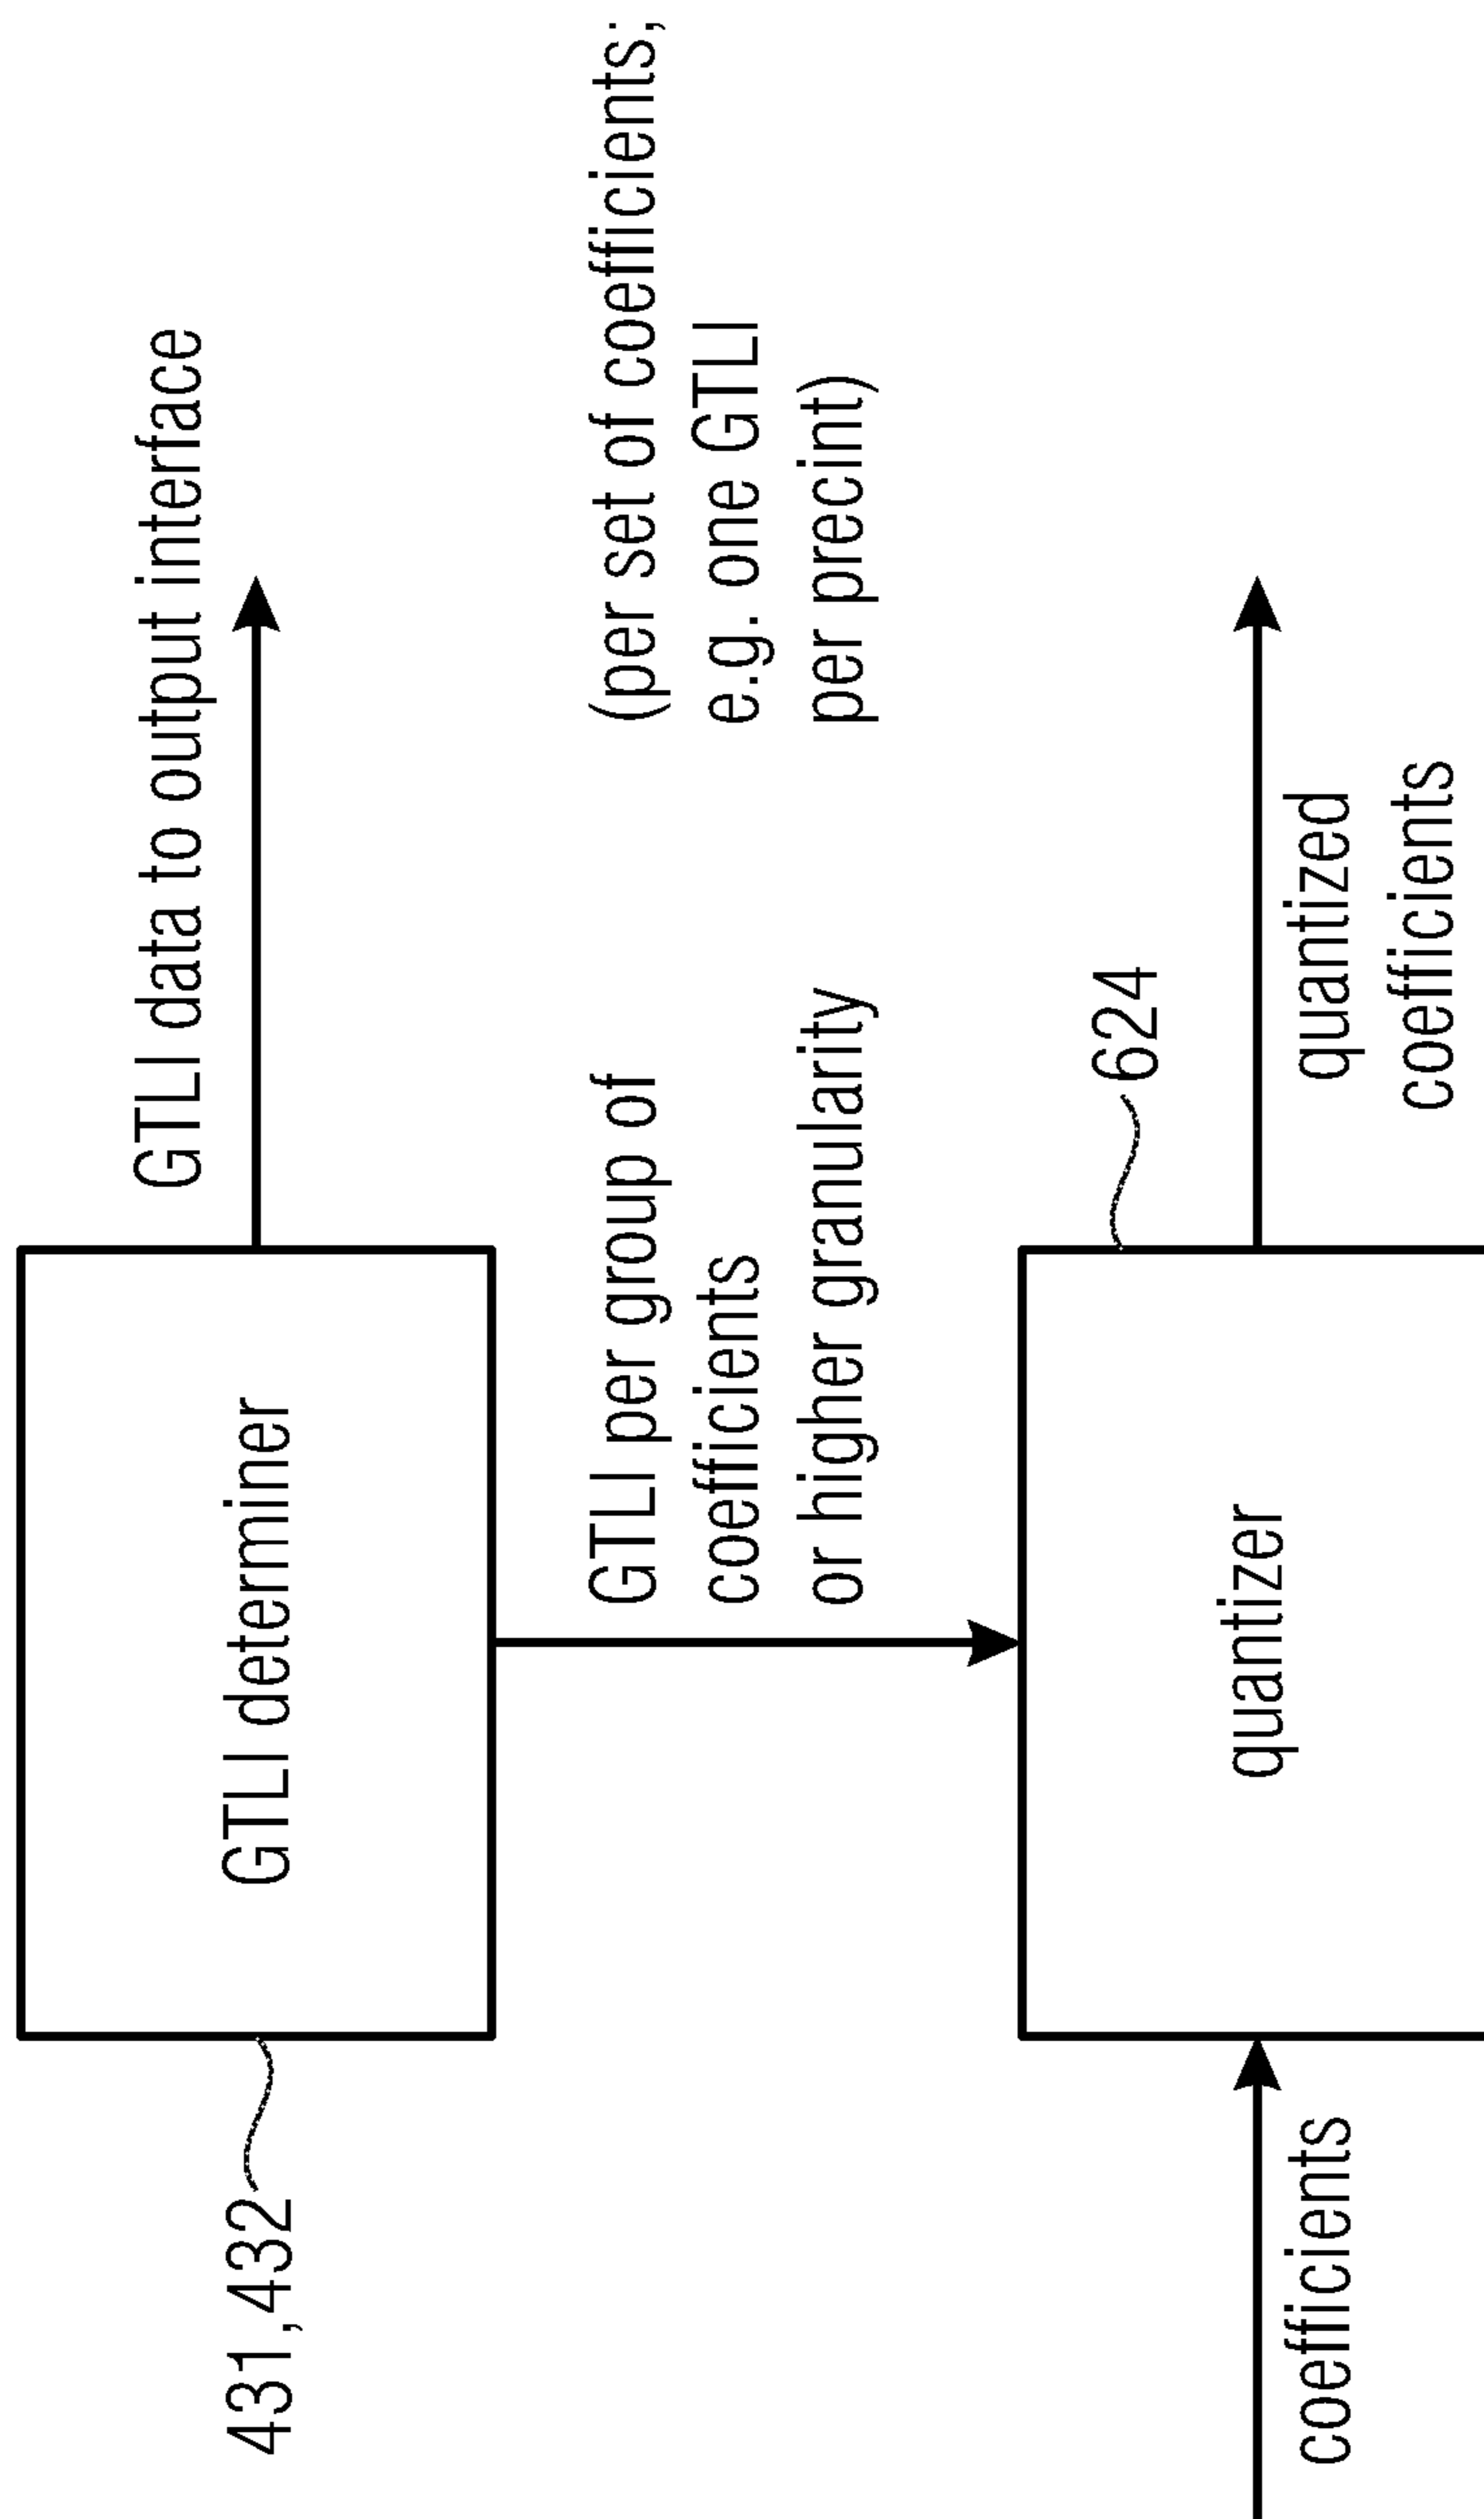 GTLI data to output interface
431,432
GTLI determiner
GTLI per group of
coefficients
or higher granularity
(per set of coefficients;
e.g. one GTLI
per precint)
624
quantizer
coefficients
quantized
coefficients